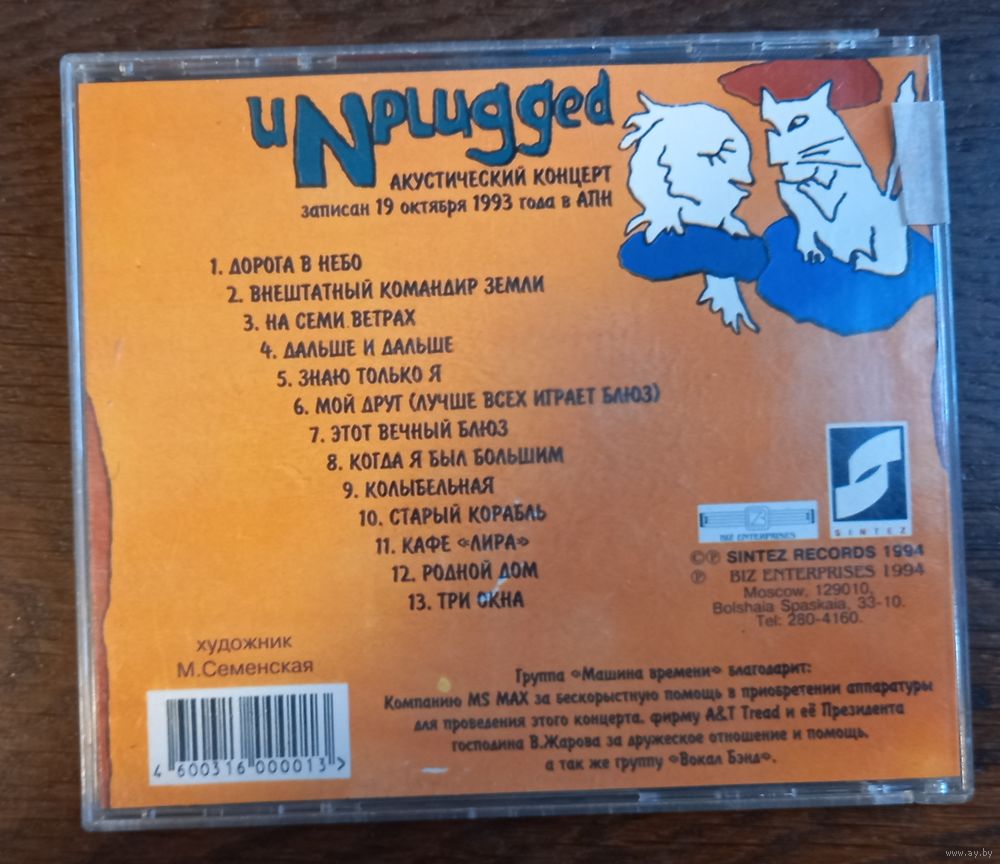 unplugged
АКУСТИЧЕСКИЙ КОНЦЕРТ
записан 19 октября 1993 года в АПН
1. ДОРОГА В НЕБО
2. ВНЕШТАТНЫЙ КОМАНДИР ЗЕМЛИ
3. НА СЕМИ ВЕТРАХ
4. ДАЛЬШЕ И ДАЛЬШЕ
5. ЗНАЮ ТОЛЬКО Я
6. МОЙ ДРУГ (ЛУЧШЕ ВСЕХ ИГРАЕТ БЛЮЗ)
7. ЭТОТ ВЕЧНЫЙ БЛЮЗ
8. КОГДА Я БЫЛ БОЛЬШИМ
9. КОЛЫБЕЛЬНАЯ
10. СТАРЫЙ КОРАБЛЬ
11. КАФЕ «ЛИРА»
12. РОДНОЙ ДОМ
13. ТРИ ОКНА
BIZ ENTERPRISES
SINTEZ
©℗ SINTEZ RECORDS 1994
℗ BIZ ENTERPRISES 1994
Moscow, 129010,
Bolshaia Spaskaia, 33-10.
Tel: 280-4160.
художник
М.Семенская
4 600316 000013 >
Группа «Машина времени» благодарит:
Компанию MS MAX за бескорыстную помощь в приобретении аппаратуры
для проведения этого концерта, фирму A&T Tread и её Президента
господина В.Жарова за дружеское отношение и помощь,
а так же группу «Вокал Бэнд».
www.ay.by